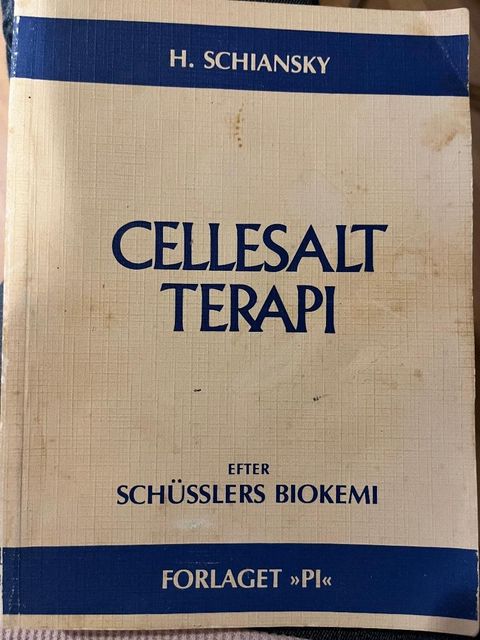 H. SCHIANSKY
CELLESALT
TERAPI
EFTER
SCHÜSSLERS BIOKEMI
FORLAGET »PI«